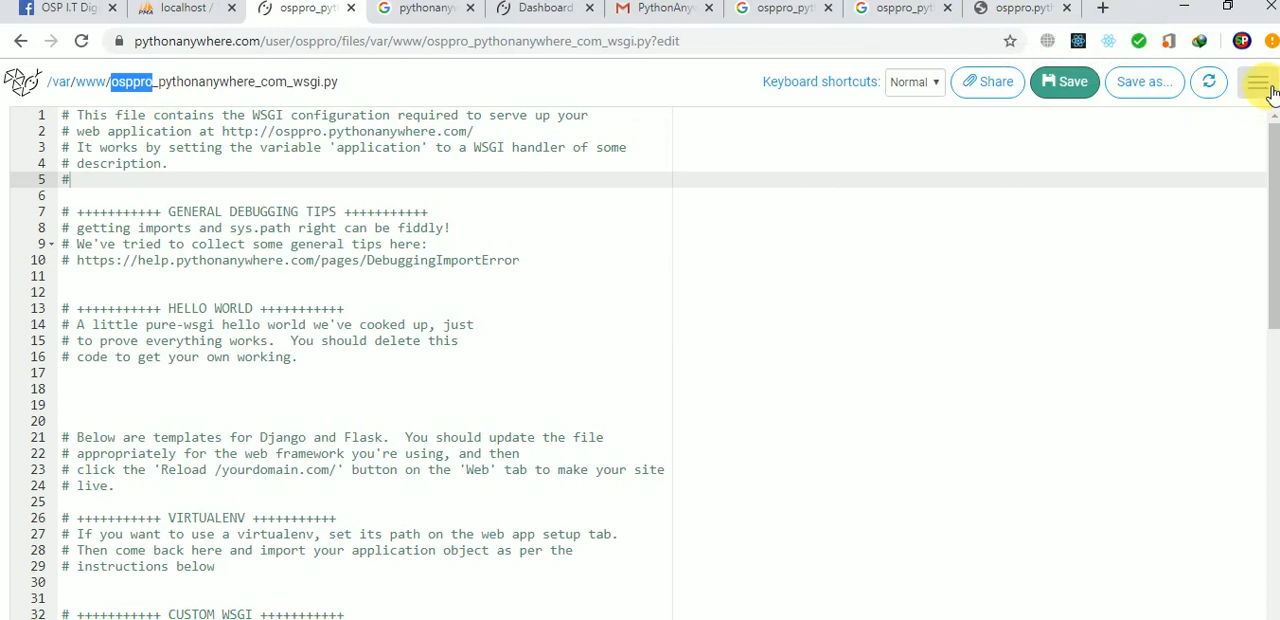 OSP I.T Dig
localhost /
osppro_pyth
pythonanyw
Dashboard
PythonAnyw
osppro_pyth
osppro_pyth
osppro.pyth
pythonanywhere.com/user/osppro/files/var/www/osppro_pythonanywhere_com_wsgi.py?edit
/var/www/osppro_pythonanywhere_com_wsgi.py
Keyboard shortcuts: Normal Share Save Save as...
1 # This file contains the WSGI configuration required to serve up your
2 # web application at http://osppro.pythonanywhere.com/
3 # It works by setting the variable 'application' to a WSGI handler of some
4 # description.
5 #
6
7 # +++++++++++ GENERAL DEBUGGING TIPS +++++++++++
8 # getting imports and sys.path right can be fiddly!
9 # We've tried to collect some general tips here:
10 # https://help.pythonanywhere.com/pages/DebuggingImportError
11
12
13 # +++++++++++ HELLO WORLD +++++++++++
14 # A little pure-wsgi hello world we've cooked up, just
15 # to prove everything works.  You should delete this
16 # code to get your own working.
17
18
19
20
21 # Below are templates for Django and Flask.  You should update the file
22 # appropriately for the web framework you're using, and then
23 # click the 'Reload /yourdomain.com/' button on the 'Web' tab to make your site
24 # live.
25
26 # +++++++++++ VIRTUALENV +++++++++++
27 # If you want to use a virtualenv, set its path on the web app setup tab.
28 # Then come back here and import your application object as per the
29 # instructions below
30
31
32 # +++++++++++ CUSTOM WSGI +++++++++++